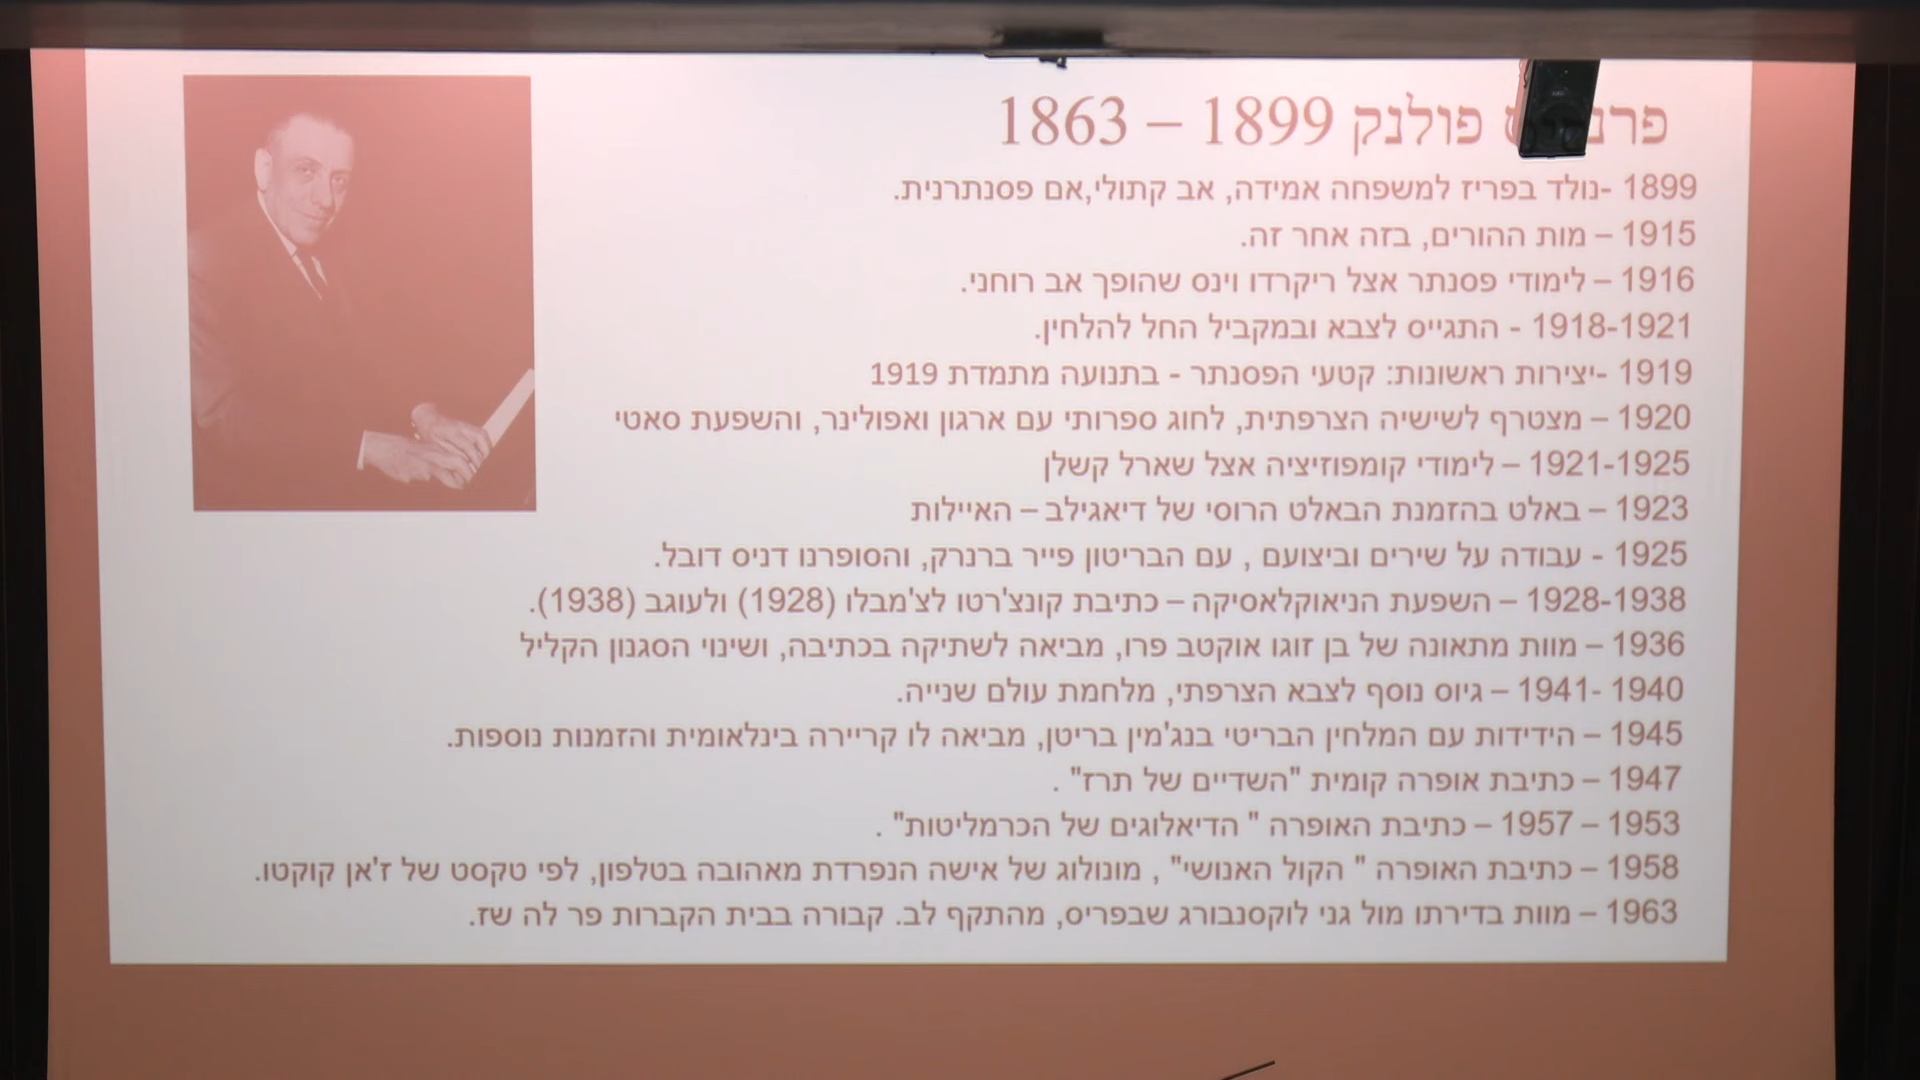 פולנק 1899 – 1863
1899 -נולד בפריז למשפחה אמידה, אב קתולי,אם פסנתרנית.
1915 – מות ההורים, בזה אחר זה.
1916 – לימודי פסנתר אצל ריקרדו וינס שהופך אב רוחני.
1918-1921 - התגייס לצבא ובמקביל החל להלחין.
1919 -יצירות ראשונות: קטעי הפסנתר - בתנועה מתמדת 1919
1920 – מצטרף לשישיה הצרפתית, לחוג ספרותי עם ארגון ואפולינר, והשפעת סאטי
1921-1925 – לימודי קומפוזיציה אצל שארל קשלן
1923 – באלט בהזמנת הבאלט הרוסי של דיאגילב – האיילות
1925 - עבודה על שירים וביצועם , עם הבריטון פייר ברנרק, והסופרנו דניס דובל.
1928-1938 – השפעת הניאוקלאסיקה – כתיבת קונצ'רטו לצ'מבלו (1928) ולעוגב (1938).
1936 – מוות מתאונה של בן זוגו אוקטב פרו, מביאה לשתיקה בכתיבה, ושינוי הסגנון הקליל
1940 -1941 – גיוס נוסף לצבא הצרפתי, מלחמת עולם שנייה.
1945 – הידידות עם המלחין הבריטי בנג'מין בריטן, מביאה לו קריירה בינלאומית והזמנות נוספות.
1947 – כתיבת אופרה קומית "השדיים של תרז" .
1953 – 1957 – כתיבת האופרה " הדיאלוגים של הכרמליטות" .
1958 – כתיבת האופרה " הקול האנושי" , מונולוג של אישה הנפרדת מאהובה בטלפון, לפי טקסט של ז'אן קוקטו.
1963 – מוות בדירתו מול גני לוקסנבורג שבפריס, מהתקף לב. קבורה בבית הקברות פר לה שז.